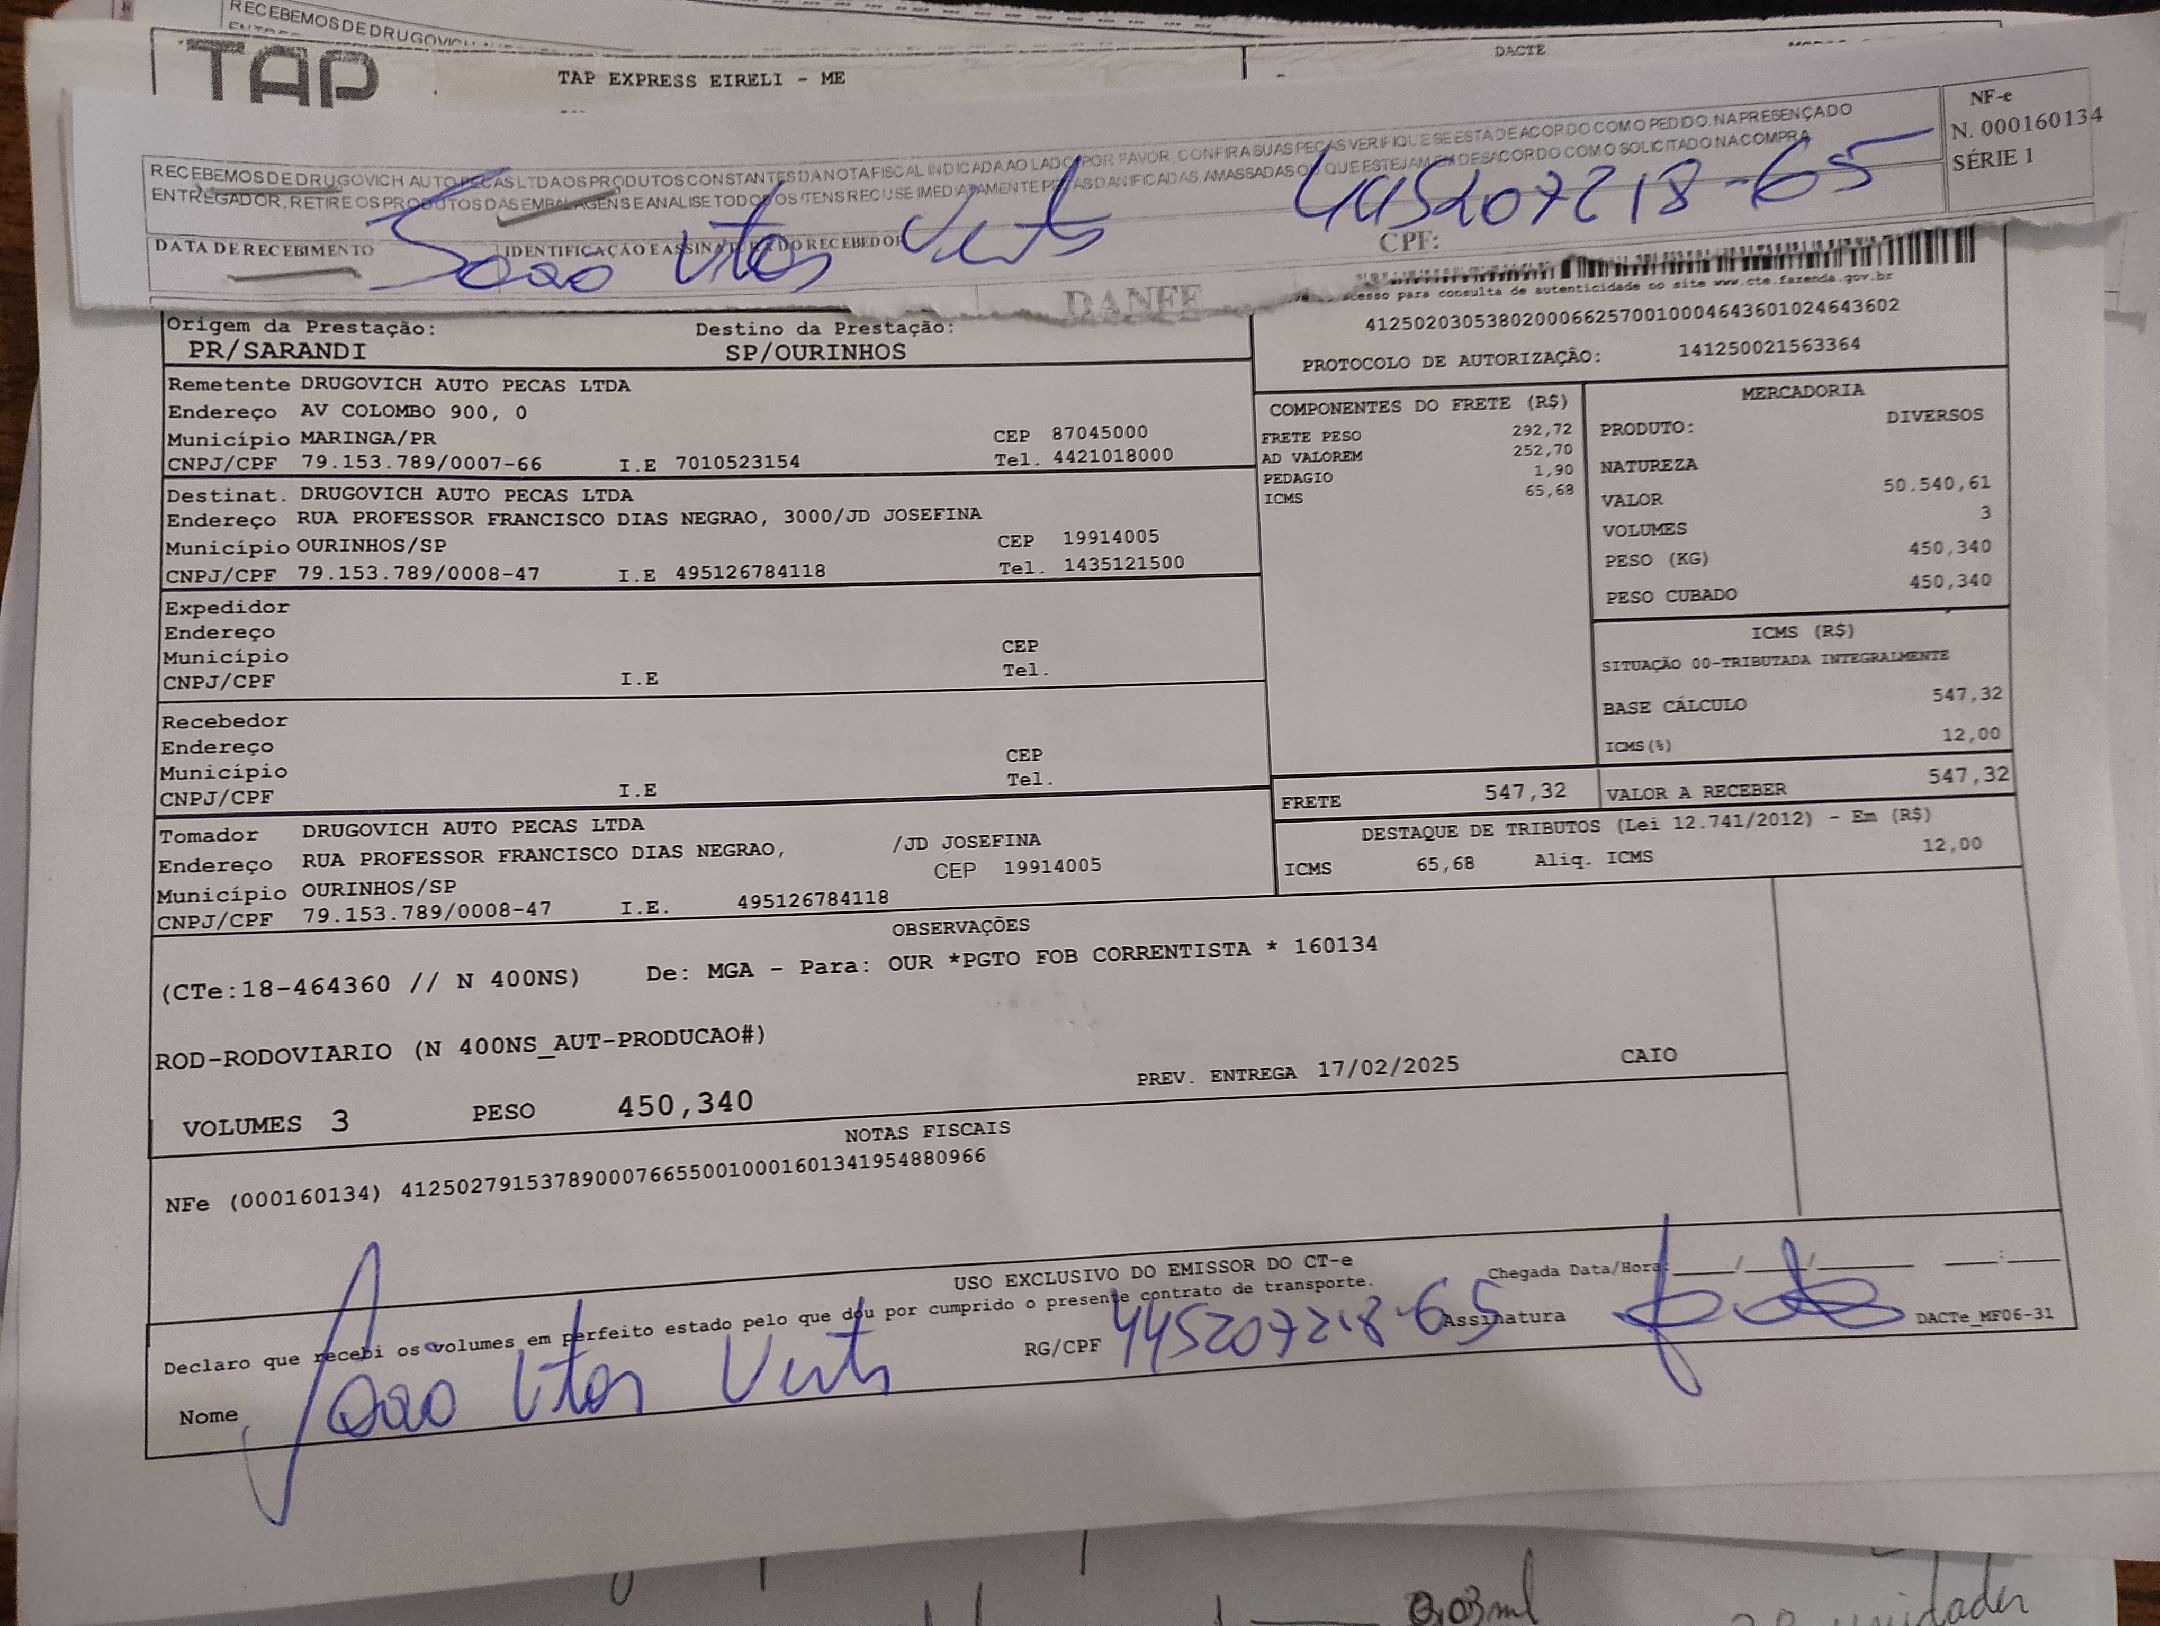 RECEBEMOS DE DRUGOVICH AUT
TAP
TAP EXPRESS EIRELI - ME
DACTE
RECEBEMOS DE DRUGOVICH AUTO PECAS LTDA OS PRODUTOS CONSTANTES DA NOTA FISCAL INDICADA AO LADO, POR FAVOR, CONFIRA SUAS PEÇAS VERIFIQUE SE ESTA DE ACORDO COM O PEDIDO. NA PRESENÇA DO
ENTREGADOR, RETIRE OS PRODUTOS DAS EMBALAGENS E ANALISE TODOS OS ITENS RECUSE IMEDIATAMENTE PEÇAS DANIFICADAS, AMASSADAS OU QUE ESTEJAM EM DESACORDO COM O SOLICITADO NA COMPRA
NF-e
N. 000160134
SÉRIE 1
DATA DE RECEBIMENTO
IDENTIFICAÇÃO E ASSINATURA DO RECEBEDOR
CPF:
Joao Vitor
445207218-65
DANFE
acesso para consulta de autenticidade no site www.cte.fazenda.gov.br
41250203053802000662570010004643601024643602
PROTOCOLO DE AUTORIZAÇÃO: 141250021563364
Origem da Prestação: Destino da Prestação:
PR/SARANDI SP/OURINHOS
Remetente DRUGOVICH AUTO PECAS LTDA
Endereço AV COLOMBO 900, 0
Município MARINGA/PR CEP 87045000
CNPJ/CPF 79.153.789/0007-66 I.E 7010523154 Tel. 4421018000
Destinat. DRUGOVICH AUTO PECAS LTDA
Endereço RUA PROFESSOR FRANCISCO DIAS NEGRAO, 3000/JD JOSEFINA
Município OURINHOS/SP CEP 19914005
CNPJ/CPF 79.153.789/0008-47 I.E 495126784118 Tel. 1435121500
Expedidor
Endereço
Município CEP
CNPJ/CPF I.E Tel.
Recebedor
Endereço
Município CEP
CNPJ/CPF I.E Tel.
Tomador DRUGOVICH AUTO PECAS LTDA
Endereço RUA PROFESSOR FRANCISCO DIAS NEGRAO, /JD JOSEFINA
Município OURINHOS/SP CEP 19914005
CNPJ/CPF 79.153.789/0008-47 I.E. 495126784118
COMPONENTES DO FRETE (R$)
FRETE PESO 292,72
AD VALOREM 252,70
PEDAGIO 1,90
ICMS 65,68
MERCADORIA
PRODUTO: DIVERSOS
NATUREZA
VALOR 50.540,61
VOLUMES 3
PESO (KG) 450,340
PESO CUBADO 450,340
ICMS (R$)
SITUAÇÃO 00-TRIBUTADA INTEGRALMENTE
BASE CÁLCULO 547,32
ICMS(%) 12,00
FRETE 547,32 VALOR A RECEBER 547,32
DESTAQUE DE TRIBUTOS (Lei 12.741/2012) - Em (R$)
ICMS 65,68 Aliq. ICMS 12,00
OBSERVAÇÕES
(CTe:18-464360 // N 400NS) De: MGA - Para: OUR *PGTO FOB CORRENTISTA * 160134
ROD-RODOVIARIO (N 400NS_AUT-PRODUCAO#)
PREV. ENTREGA 17/02/2025 CAIO
VOLUMES 3 PESO 450,340
NOTAS FISCAIS
NFe (000160134) 41250279153789000766550010001601341954880966
USO EXCLUSIVO DO EMISSOR DO CT-e
Chegada Data/Hora: ____/____/______ ____:____
Declaro que recebi os volumes em perfeito estado pelo que dou por cumprido o presente contrato de transporte.
Nome Joao Vitor RG/CPF 445207218-65 Assinatura
DACTe_MF06-31
unidades